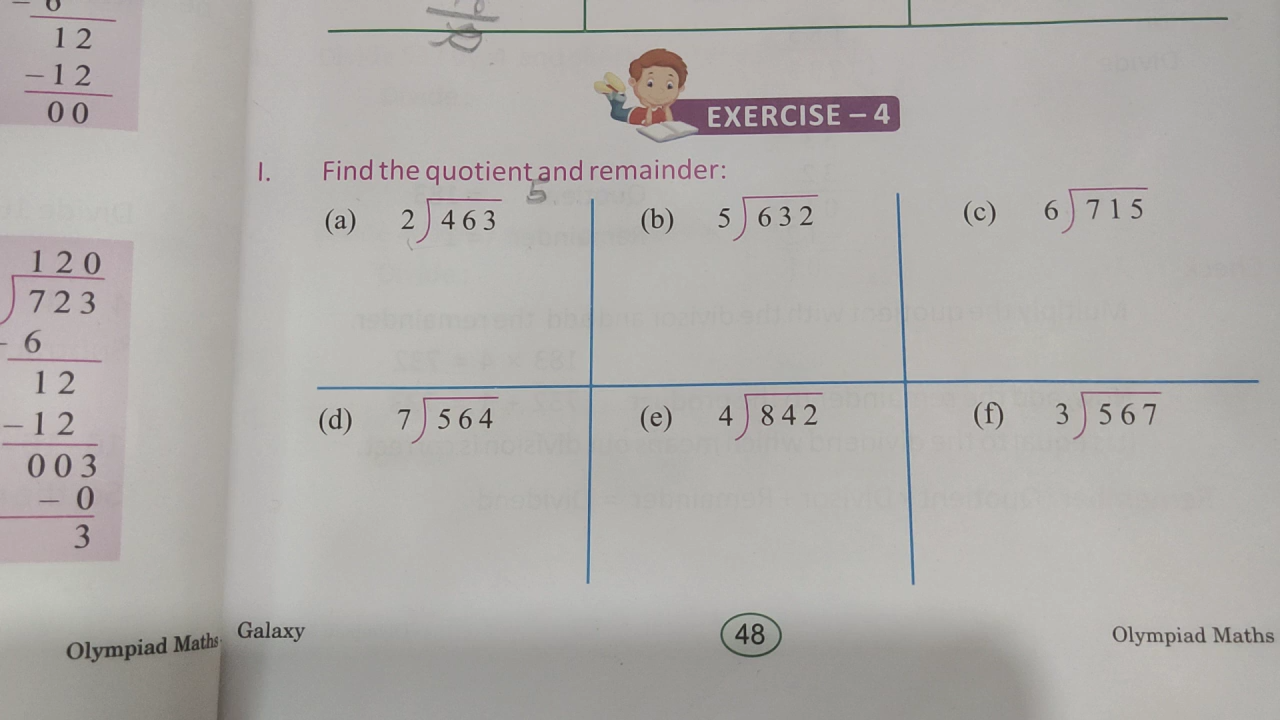 12
−12
00
120
723
- 6
12
−12
003
− 0
3
Olympiad Maths
EXERCISE – 4
I. Find the quotient and remainder:
5
(a) 2)463 (b) 5)632 (c) 6)715
(d) 7)564 (e) 4)842 (f) 3)567
Galaxy 48 Olympiad Maths